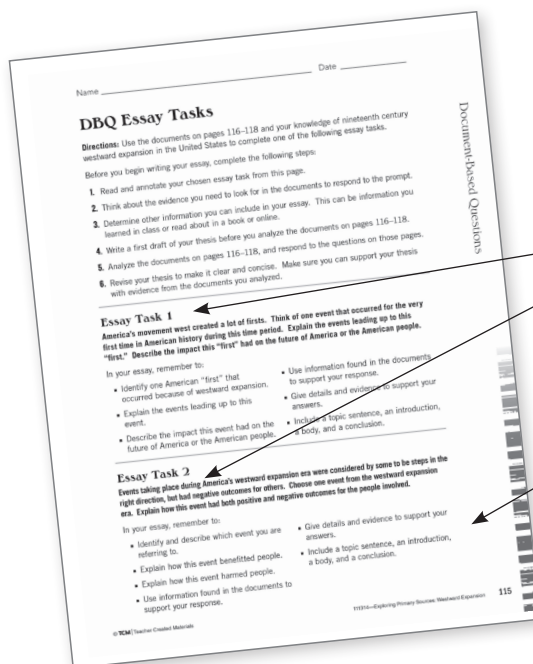 Name
Date
DBQ Essay Tasks
Directions: Use the documents on pages 116–118 and your knowledge of nineteenth century
westward expansion in the United States to complete one of the following essay tasks.
Before you begin writing your essay, complete the following steps:
1. Read and annotate your chosen essay task from this page.
2. Think about the evidence you need to look for in the documents to respond to the prompt.
3. Determine other information you can include in your essay. This can be information you
learned in class or read about in a book or online.
4. Write a first draft of your thesis before you analyze the documents on pages 116–118.
5. Analyze the documents on pages 116–118, and respond to the questions on those pages.
6. Revise your thesis to make it clear and concise. Make sure you can support your thesis
with evidence from the documents you analyzed.
Document-Based Questions
Essay Task 1
America's movement west created a lot of firsts. Think of one event that occurred for the very
first time in American history during this time period. Explain the events leading up to this
"first." Describe the impact this "first" had on the future of America or the American people.
In your essay, remember to:
• Identify one American "first" that
occurred because of westward expansion.
• Explain the events leading up to this
event.
• Describe the impact this event had on the
future of America or the American people.
• Use information found in the documents
to support your response.
• Give details and evidence to support your
answers.
• Include a topic sentence, an introduction,
a body, and a conclusion.
Essay Task 2
Events taking place during America's westward expansion era were considered by some to be steps in the
right direction, but had negative outcomes for others. Choose one event from the westward expansion
era. Explain how this event had both positive and negative outcomes for the people involved.
In your essay, remember to:
• Identify and describe which event you are
referring to.
• Explain how this event benefitted people.
• Explain how this event harmed people.
• Use information found in the documents to
support your response.
• Give details and evidence to support your
answers.
• Include a topic sentence, an introduction,
a body, and a conclusion.
© TCM | Teacher Created Materials
111314—Exploring Primary Sources: Westward Expansion
115